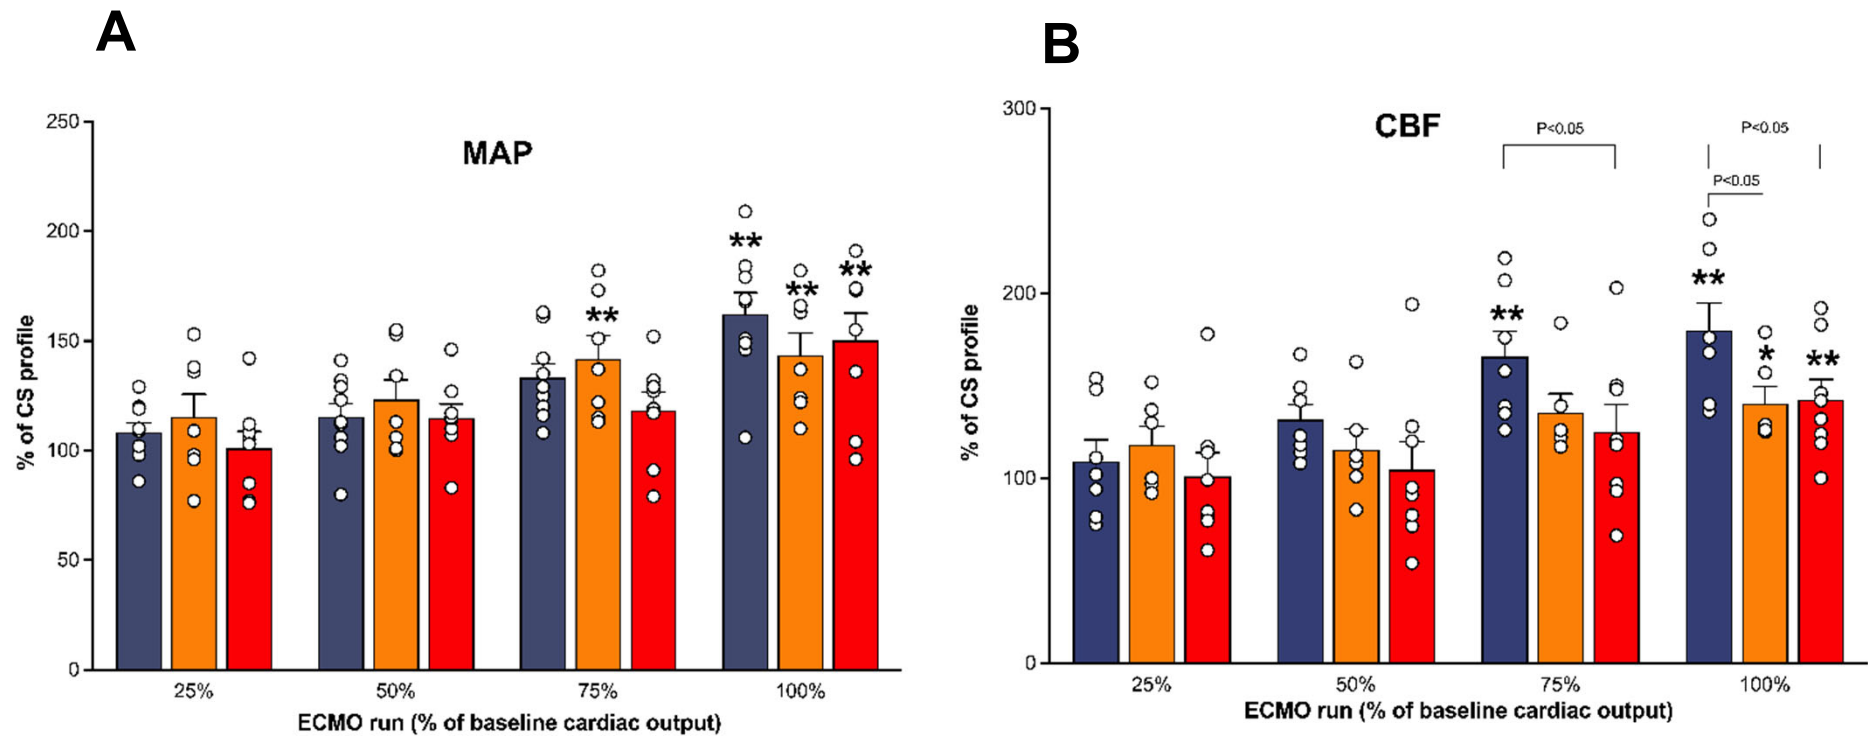 A
MAP
250
200
150
100
50
0
% of CS profile
**
**
**
**
25%
50%
75%
100%
ECMO run (% of baseline cardiac output)
B
CBF
300
200
100
0
% of CS profile
P<0.05
P<0.05
P<0.05
**
**
*
**
25%
50%
75%
100%
ECMO run (% of baseline cardiac output)